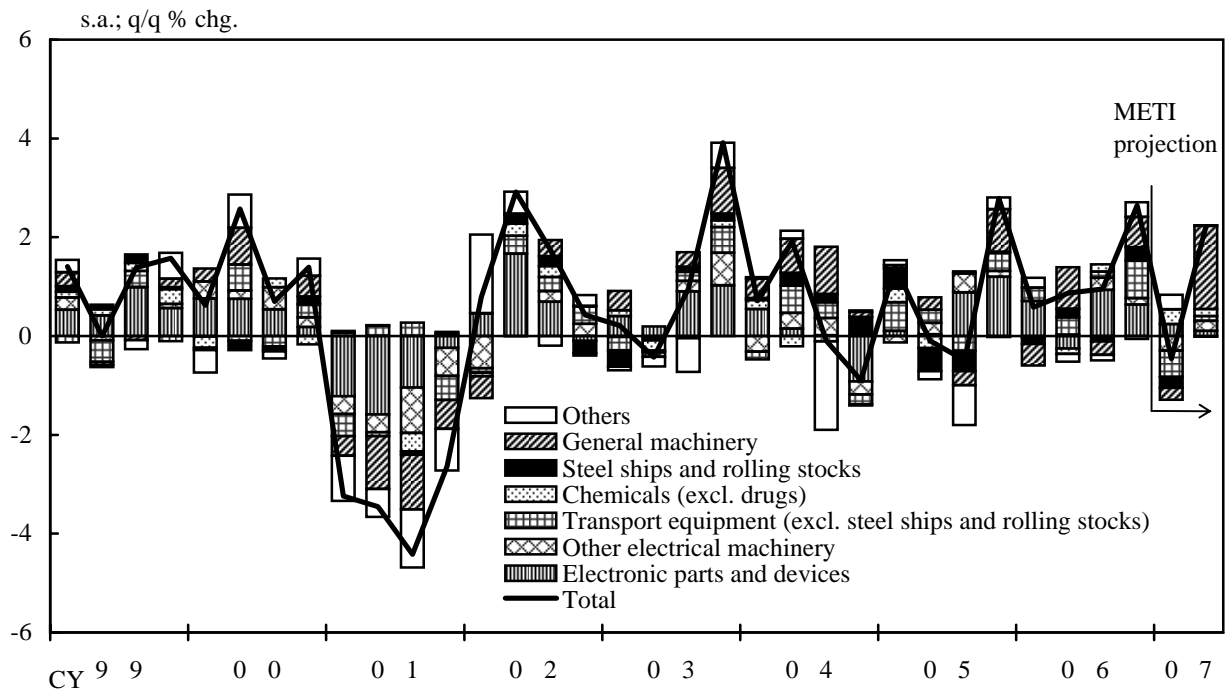 s.a.; q/q % chg.
6
4
2
0
-2
-4
-6
METI
projection
Others
General machinery
Steel ships and rolling stocks
Chemicals (excl. drugs)
Transport equipment (excl. steel ships and rolling stocks)
Other electrical machinery
Electronic parts and devices
Total
CY 9 9 0 0 0 1 0 2 0 3 0 4 0 5 0 6 0 7